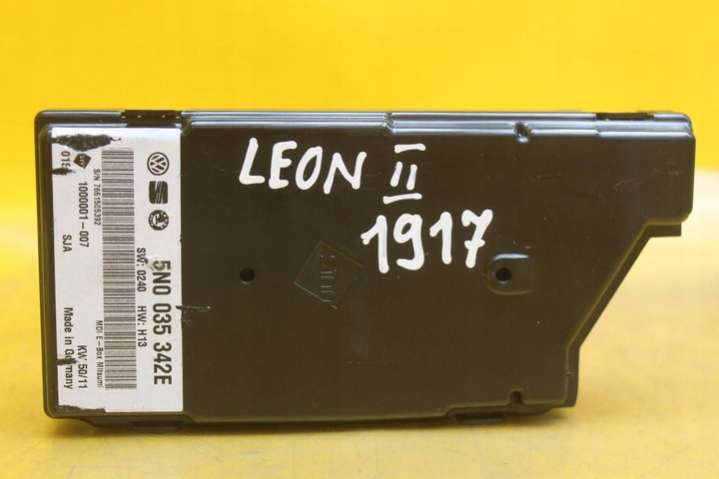 LEON II
1917
5N0 035 342E
SW: 0240 HW: H13
MDI E-Box Mitsumi
S/N 7661505392
1000001-007
SJA
KW 50/11
Made in Germany